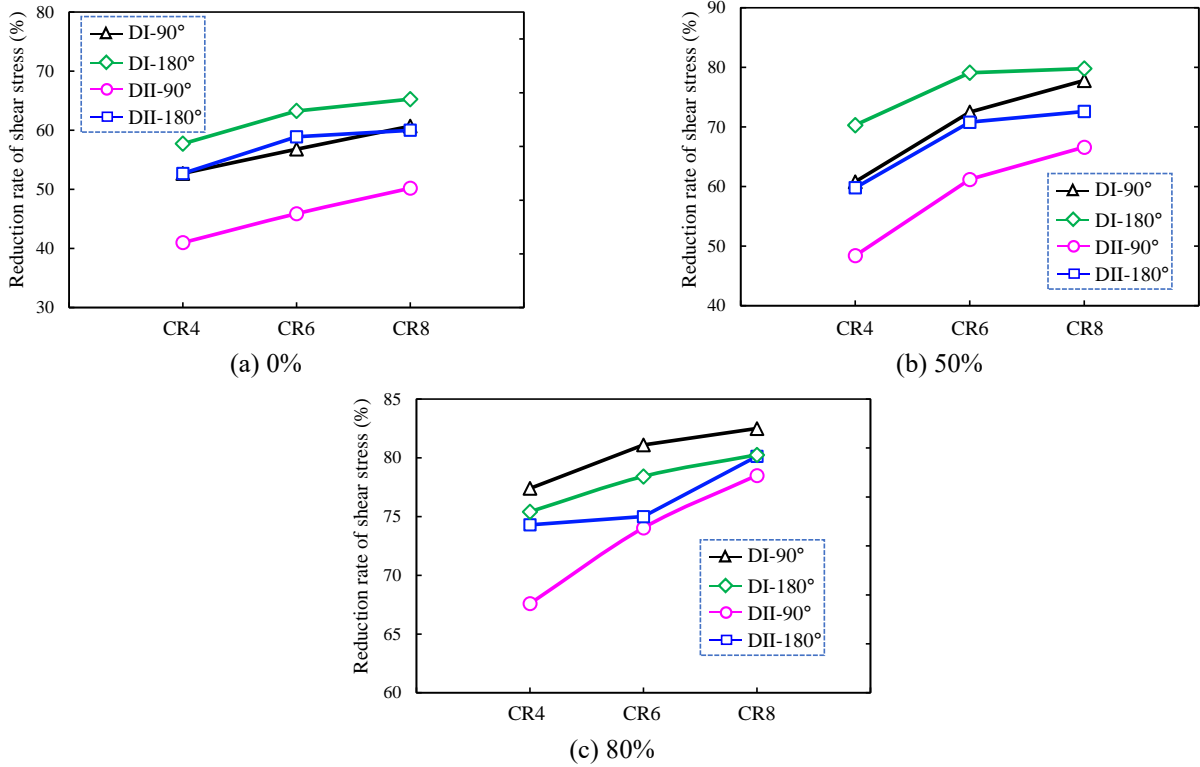 Reduction rate of shear stress (%)
80
70
60
50
40
30
DI-90°
DI-180°
DII-90°
DII-180°
CR4 CR6 CR8
(a) 0%
Reduction rate of shear stress (%)
90
80
70
60
50
40
DI-90°
DI-180°
DII-90°
DII-180°
CR4 CR6 CR8
(b) 50%
Reduction rate of shear stress (%)
85
80
75
70
65
60
DI-90°
DI-180°
DII-90°
DII-180°
CR4 CR6 CR8
(c) 80%